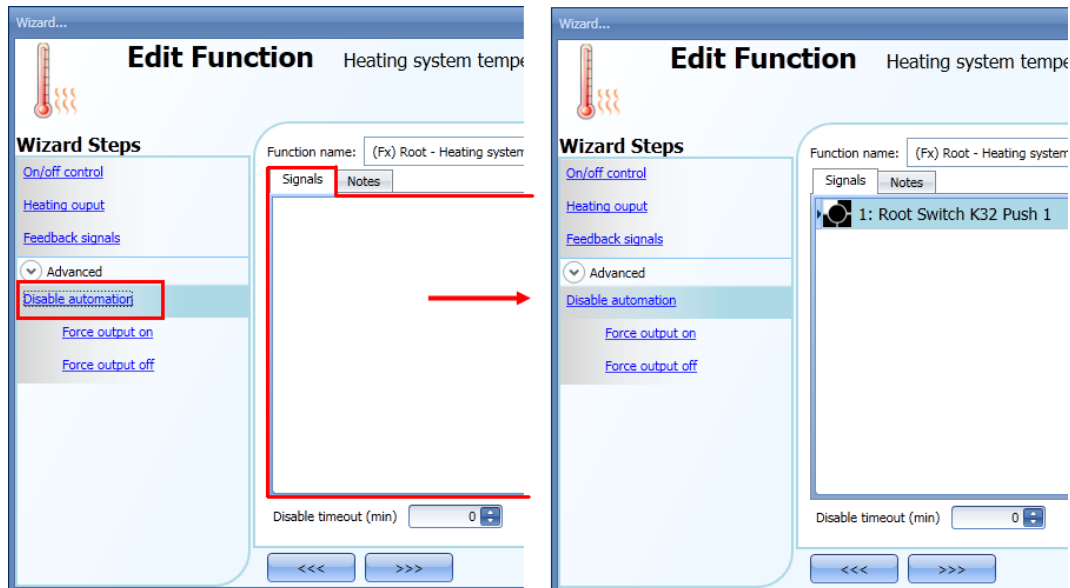 Wizard...
Edit Function Heating system tempe
Wizard Steps
On/off control
Heating ouput
Feedback signals
Advanced
Disable automation
Force output on
Force output off
Function name: (Fx) Root - Heating system
Signals Notes
Disable timeout (min) 0
<<< >>>
Wizard...
Edit Function Heating system tempe
Wizard Steps
On/off control
Heating ouput
Feedback signals
Advanced
Disable automation
Force output on
Force output off
Function name: (Fx) Root - Heating system
Signals Notes
1: Root Switch K32 Push 1
Disable timeout (min) 0
<<< >>>